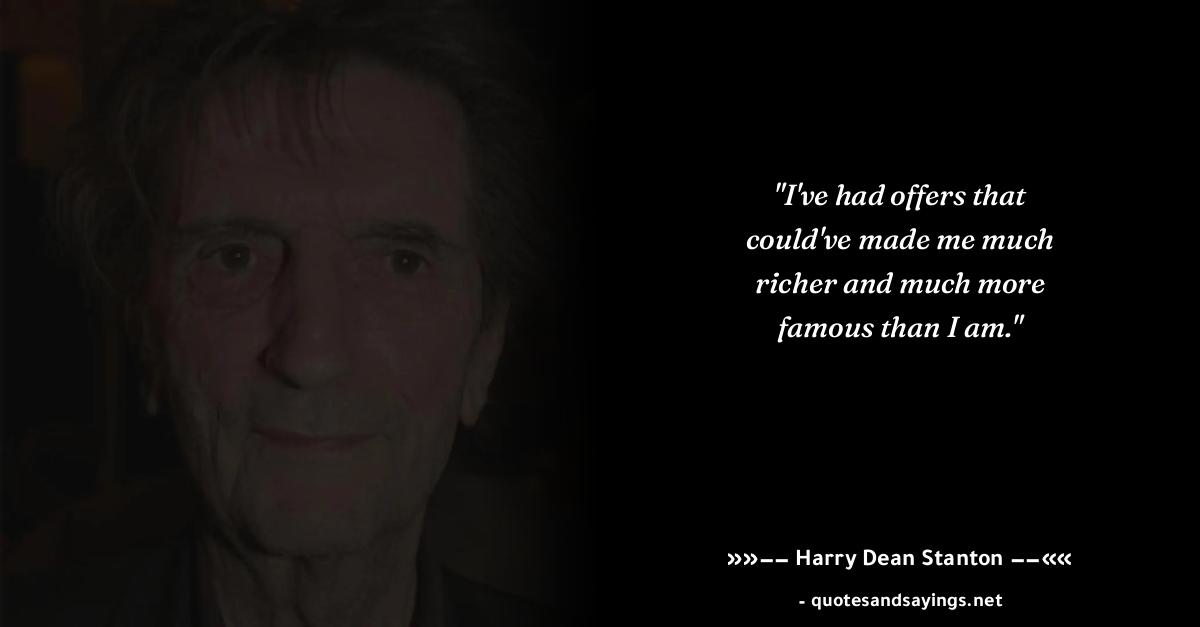 "I've had offers that
could've made me much
richer and much more
famous than I am."
»»−− Harry Dean Stanton −−««
- quotesandsayings.net